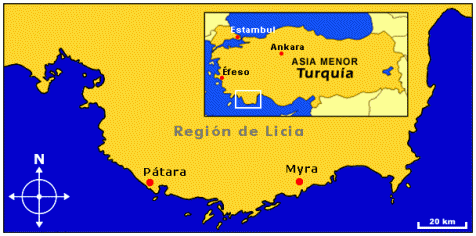 Estambul
Ankara
ASIA MENOR
Turquía
Éfeso
Región de Licia
N
Pátara
Myra
20 km